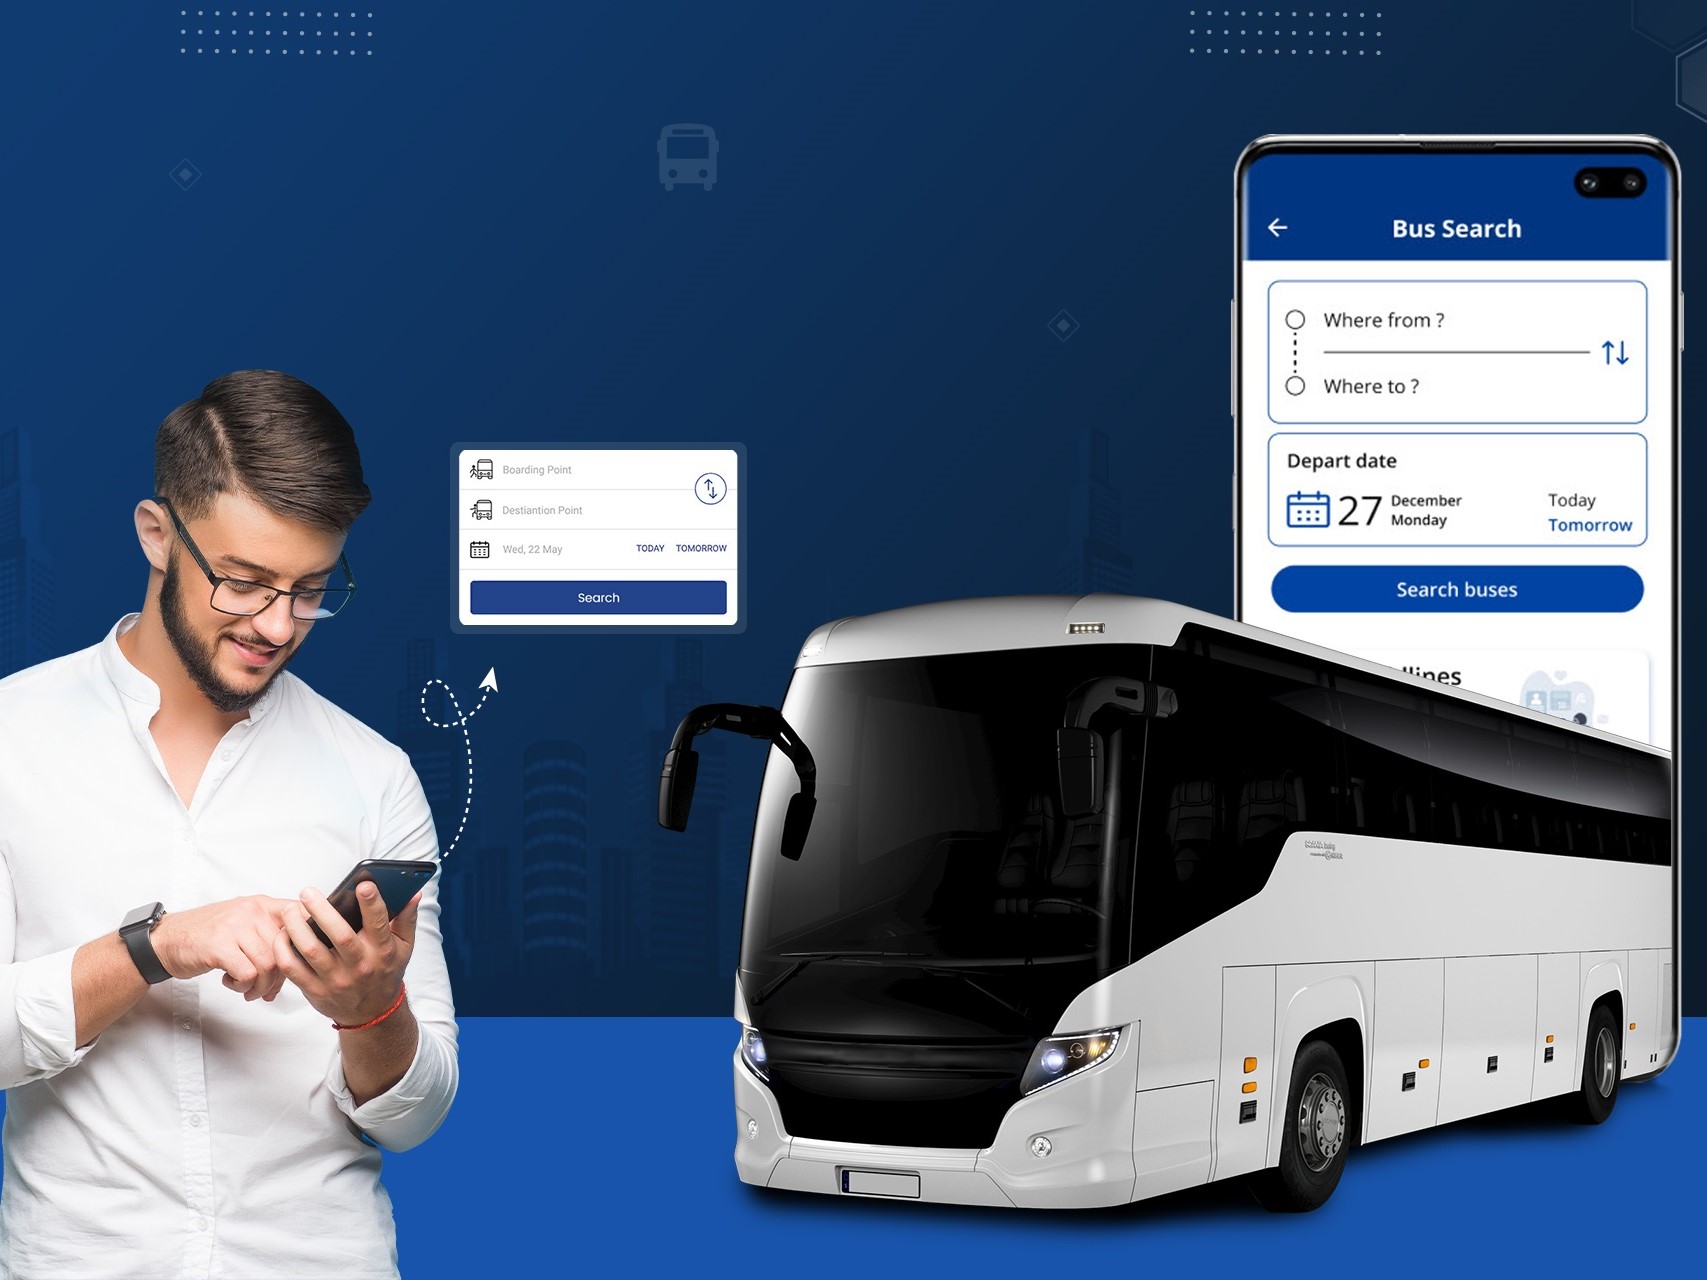 Bus Search
Where from ?
Where to ?
Depart date
27 December
Monday
Today
Tomorrow
Search buses
Boarding Point
Destiantion Point
Wed, 22 May TODAY TOMORROW
Search